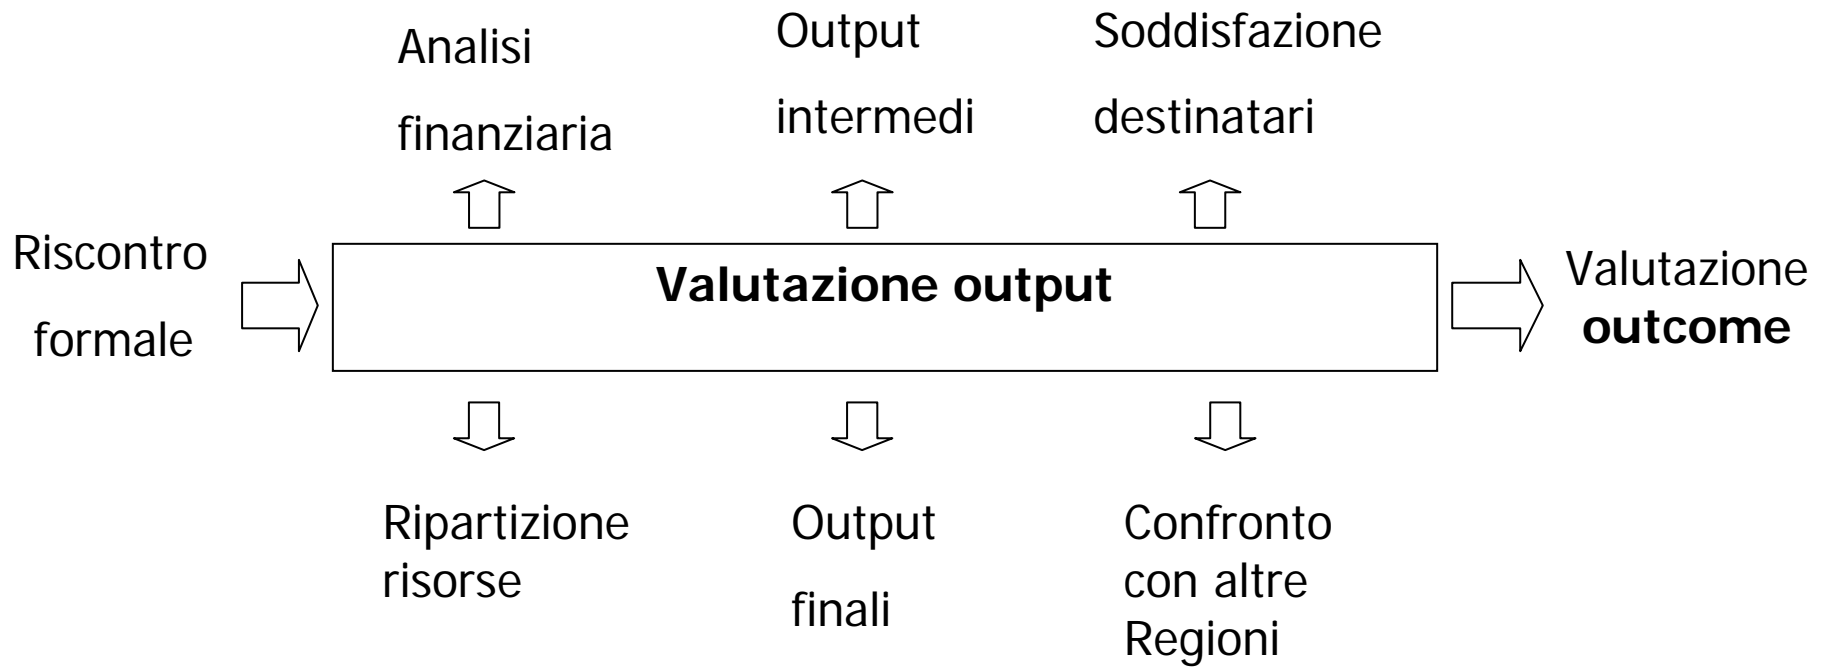 Analisi
finanziaria
Output
intermedi
Soddisfazione
destinatari
Riscontro
formale
Valutazione output
Valutazione
outcome
Ripartizione
risorse
Output
finali
Confronto
con altre
Regioni